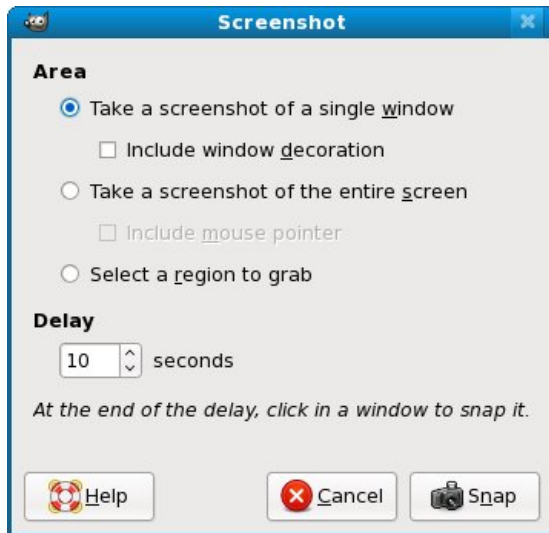 Screenshot
Area
Take a screenshot of a single window
Include window decoration
Take a screenshot of the entire screen
Include mouse pointer
Select a region to grab
Delay
10 seconds
At the end of the delay, click in a window to snap it.
Help Cancel Snap